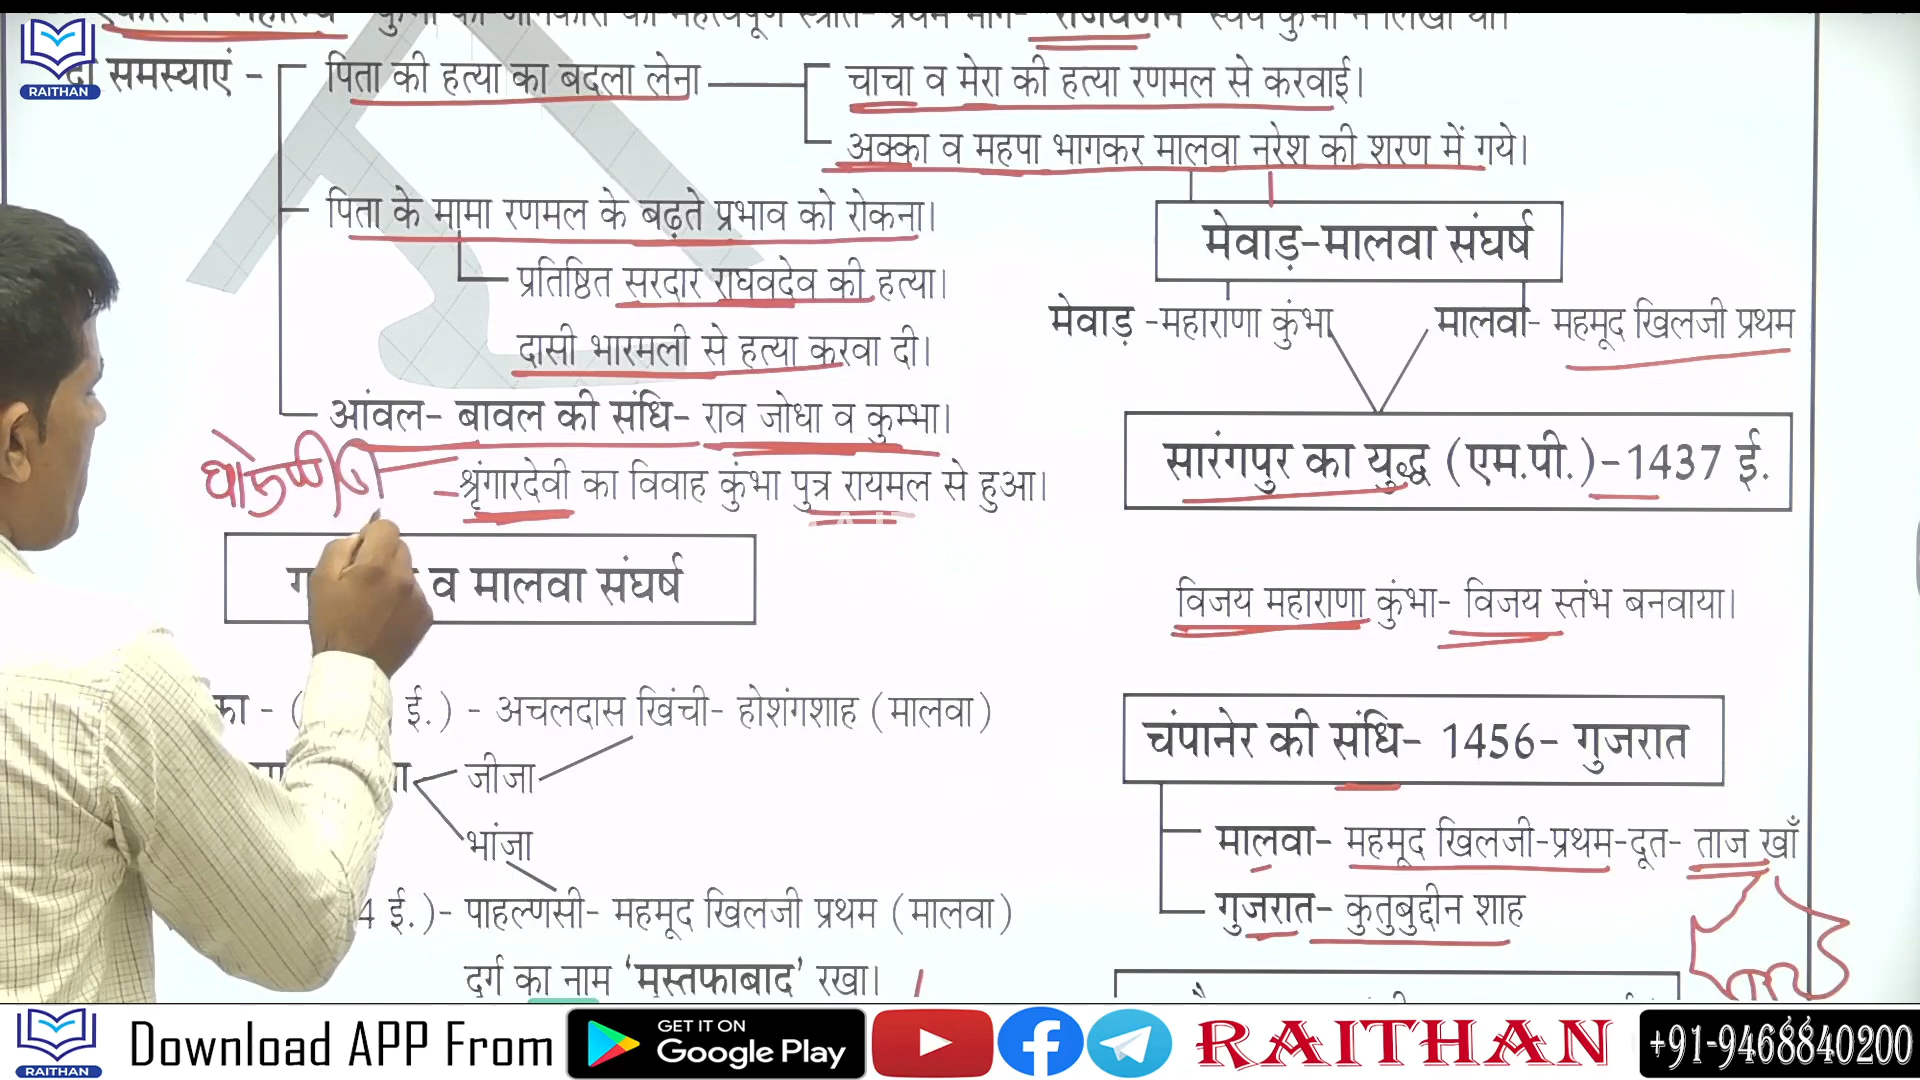 RAITHAN
दो समस्याएं -
पिता की हत्या का बदला लेना
चाचा व मेरा की हत्या रणमल से करवाई।
अक्का व महपा भागकर मालवा नरेश की शरण में गये।
पिता के मामा रणमल के बढ़ते प्रभाव को रोकना।
प्रतिष्ठित सरदार राघवदेव की हत्या।
दासी भारमली से हत्या करवा दी।
आंवल- बावल की संधि- राव जोधा व कुम्भा।
श्रृंगारदेवी का विवाह कुंभा पुत्र रायमल से हुआ।
व मालवा संघर्ष
का - ( ई.) - अचलदास खिंची- होशंगशाह (मालवा)
जीजा
भांजा
4 ई.)- पाहल्णसी- महमूद खिलजी प्रथम (मालवा)
दुर्ग का नाम 'मुस्तफाबाद' रखा।
मेवाड़-मालवा संघर्ष
मेवाड़ -महाराणा कुंभा
मालवा- महमूद खिलजी प्रथम
सारंगपुर का युद्ध (एम.पी.)-1437 ई.
विजय महाराणा कुंभा- विजय स्तंभ बनवाया।
चंपानेर की संधि- 1456- गुजरात
मालवा- महमूद खिलजी-प्रथम-दूत- ताज खाँ
गुजरात- कुतुबुद्दीन शाह
RAITHAN
Download APP From
GET IT ON
Google Play
RAITHAN
+91-9468840200